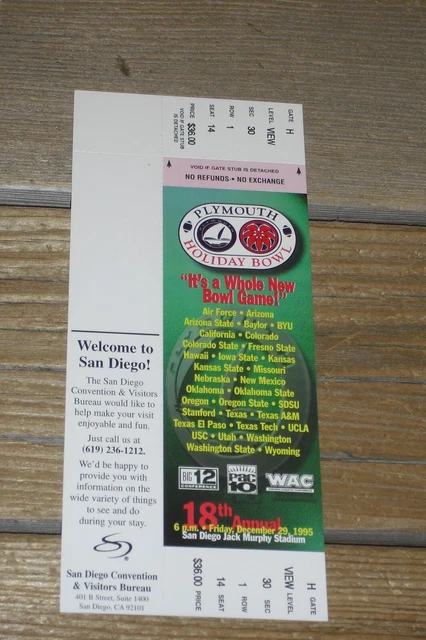 GATE H
LEVEL VIEW
SEC 30
ROW 1
SEAT 14
PRICE $36.00
VOID IF GATE STUB
IS DETACHED
VOID IF GATE STUB IS DETACHED
NO REFUNDS • NO EXCHANGE
PLYMOUTH
HOLIDAY BOWL
"It's a Whole New
Bowl Game!"
Air Force • Arizona
Arizona State • Baylor • BYU
California • Colorado
Colorado State • Fresno State
Hawaii • Iowa State • Kansas
Kansas State • Missouri
Nebraska • New Mexico
Oklahoma • Oklahoma State
Oregon • Oregon State • SDSU
Stanford • Texas • Texas A&M
Texas El Paso • Texas Tech • UCLA
USC • Utah • Washington
Washington State • Wyoming
BIG 12
CONFERENCE
PAC
10
WAC
18th Annual
6 p.m. • Friday, December 29, 1995
San Diego Jack Murphy Stadium
$36.00 PRICE
14 SEAT
1 ROW
30 SEC
VIEW LEVEL
H GATE
Welcome to
San Diego!
The San Diego
Convention & Visitors
Bureau would like to
help make your visit
enjoyable and fun.
Just call us at
(619) 236-1212.
We'd be happy to
provide you with
information on the
wide variety of things
to see and do
during your stay.
San Diego Convention
& Visitors Bureau
401 B Street, Suite 1400
San Diego, CA 92101